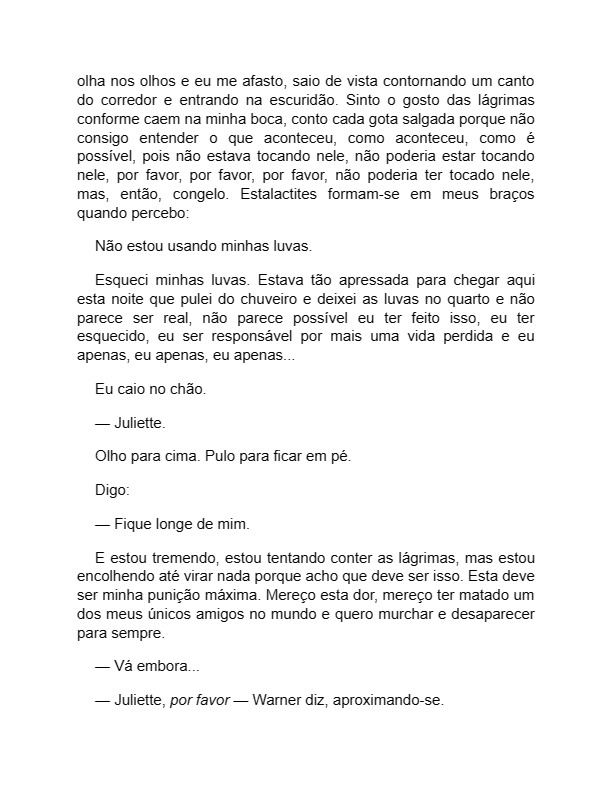 olha nos olhos e eu me afasto, saio de vista contornando um canto
do corredor e entrando na escuridão. Sinto o gosto das lágrimas
conforme caem na minha boca, conto cada gota salgada porque não
consigo entender o que aconteceu, como aconteceu, como é
possível, pois não estava tocando nele, não poderia estar tocando
nele, por favor, por favor, por favor, não poderia ter tocado nele,
mas, então, congelo. Estalactites formam-se em meus braços
quando percebo:
Não estou usando minhas luvas.
Esqueci minhas luvas. Estava tão apressada para chegar aqui
esta noite que pulei do chuveiro e deixei as luvas no quarto e não
parece ser real, não parece possível eu ter feito isso, eu ter
esquecido, eu ser responsável por mais uma vida perdida e eu
apenas, eu apenas, eu apenas...
Eu caio no chão.
— Juliette.
Olho para cima. Pulo para ficar em pé.
Digo:
— Fique longe de mim.
E estou tremendo, estou tentando conter as lágrimas, mas estou
encolhendo até virar nada porque acho que deve ser isso. Esta deve
ser minha punição máxima. Mereço esta dor, mereço ter matado um
dos meus únicos amigos no mundo e quero murchar e desaparecer
para sempre.
— Vá embora...
— Juliette, por favor — Warner diz, aproximando-se.